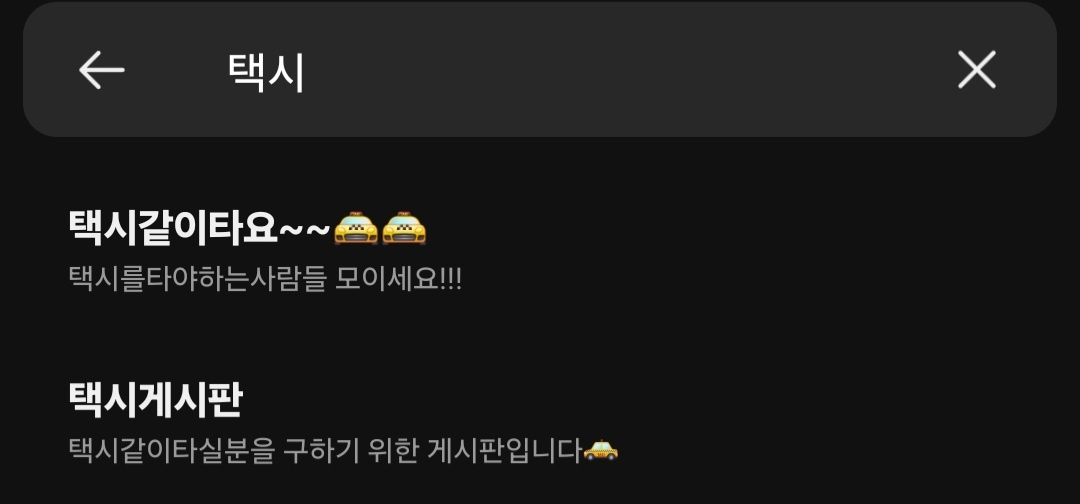 택시
택시같이타요~~🚖🚖
택시를타야하는사람들 모이세요!!!
택시게시판
택시같이타실분을 구하기 위한 게시판입니다🚕